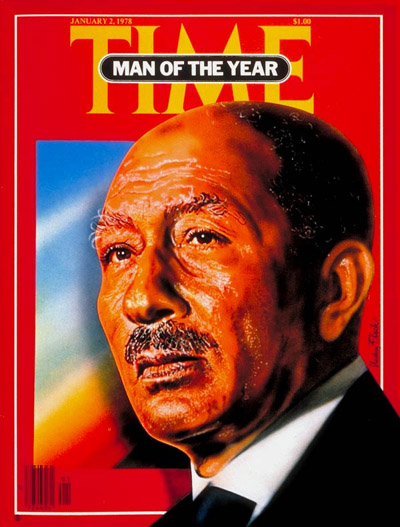 JANUARY 2, 1978 $1.00
TIME
MAN OF THE YEAR